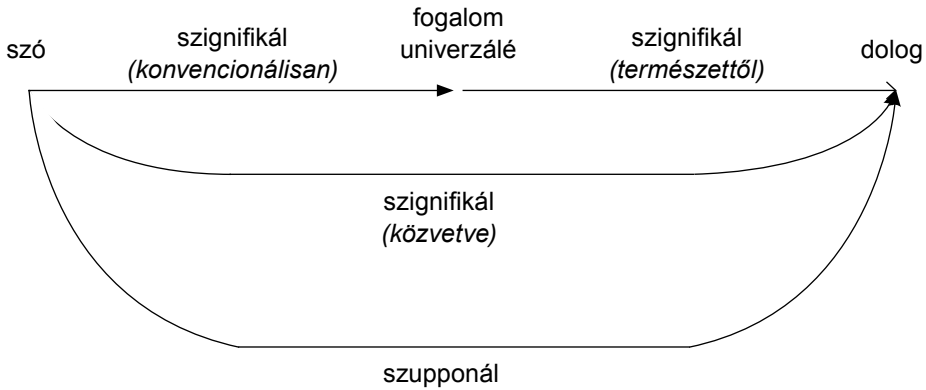 szó
szignifikál
(konvencionálisan)
fogalom
univerzálé
szignifikál
(természettől)
dolog
szignifikál
(közvetve)
szupponál